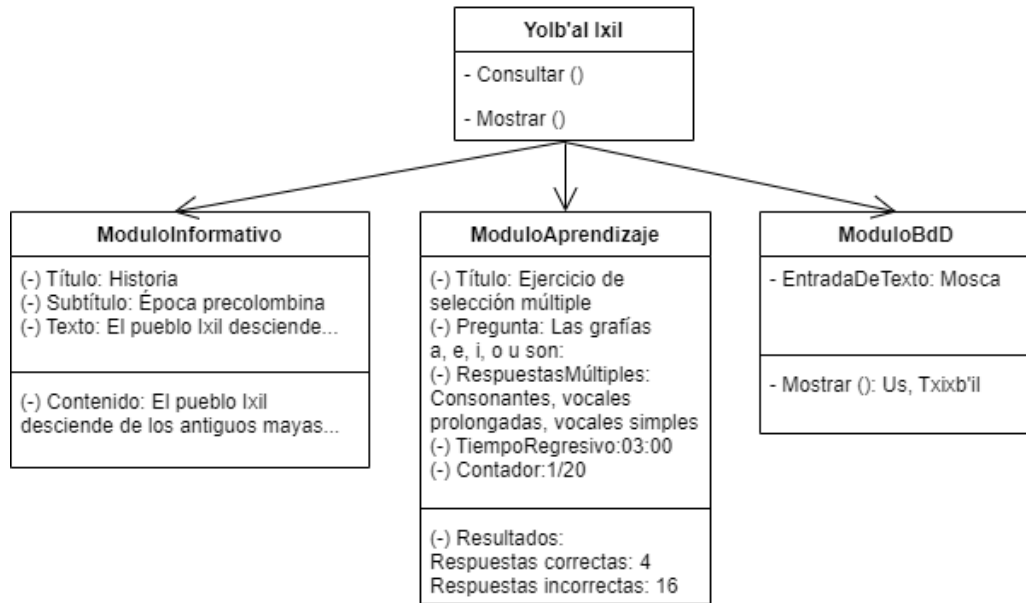 Yolb'al Ixil
- Consultar ()
- Mostrar ()
ModuloInformativo
(-) Título: Historia
(-) Subtítulo: Época precolombina
(-) Texto: El pueblo Ixil desciende...
(-) Contenido: El pueblo Ixil
desciende de los antiguos mayas...
ModuloAprendizaje
(-) Título: Ejercicio de
selección múltiple
(-) Pregunta: Las grafías
a, e, i, o u son:
(-) RespuestasMúltiples:
Consonantes, vocales
prolongadas, vocales simples
(-) TiempoRegresivo:03:00
(-) Contador:1/20
(-) Resultados:
Respuestas correctas: 4
Respuestas incorrectas: 16
ModuloBdD
- EntradaDeTexto: Mosca
- Mostrar (): Us, Txixb'il